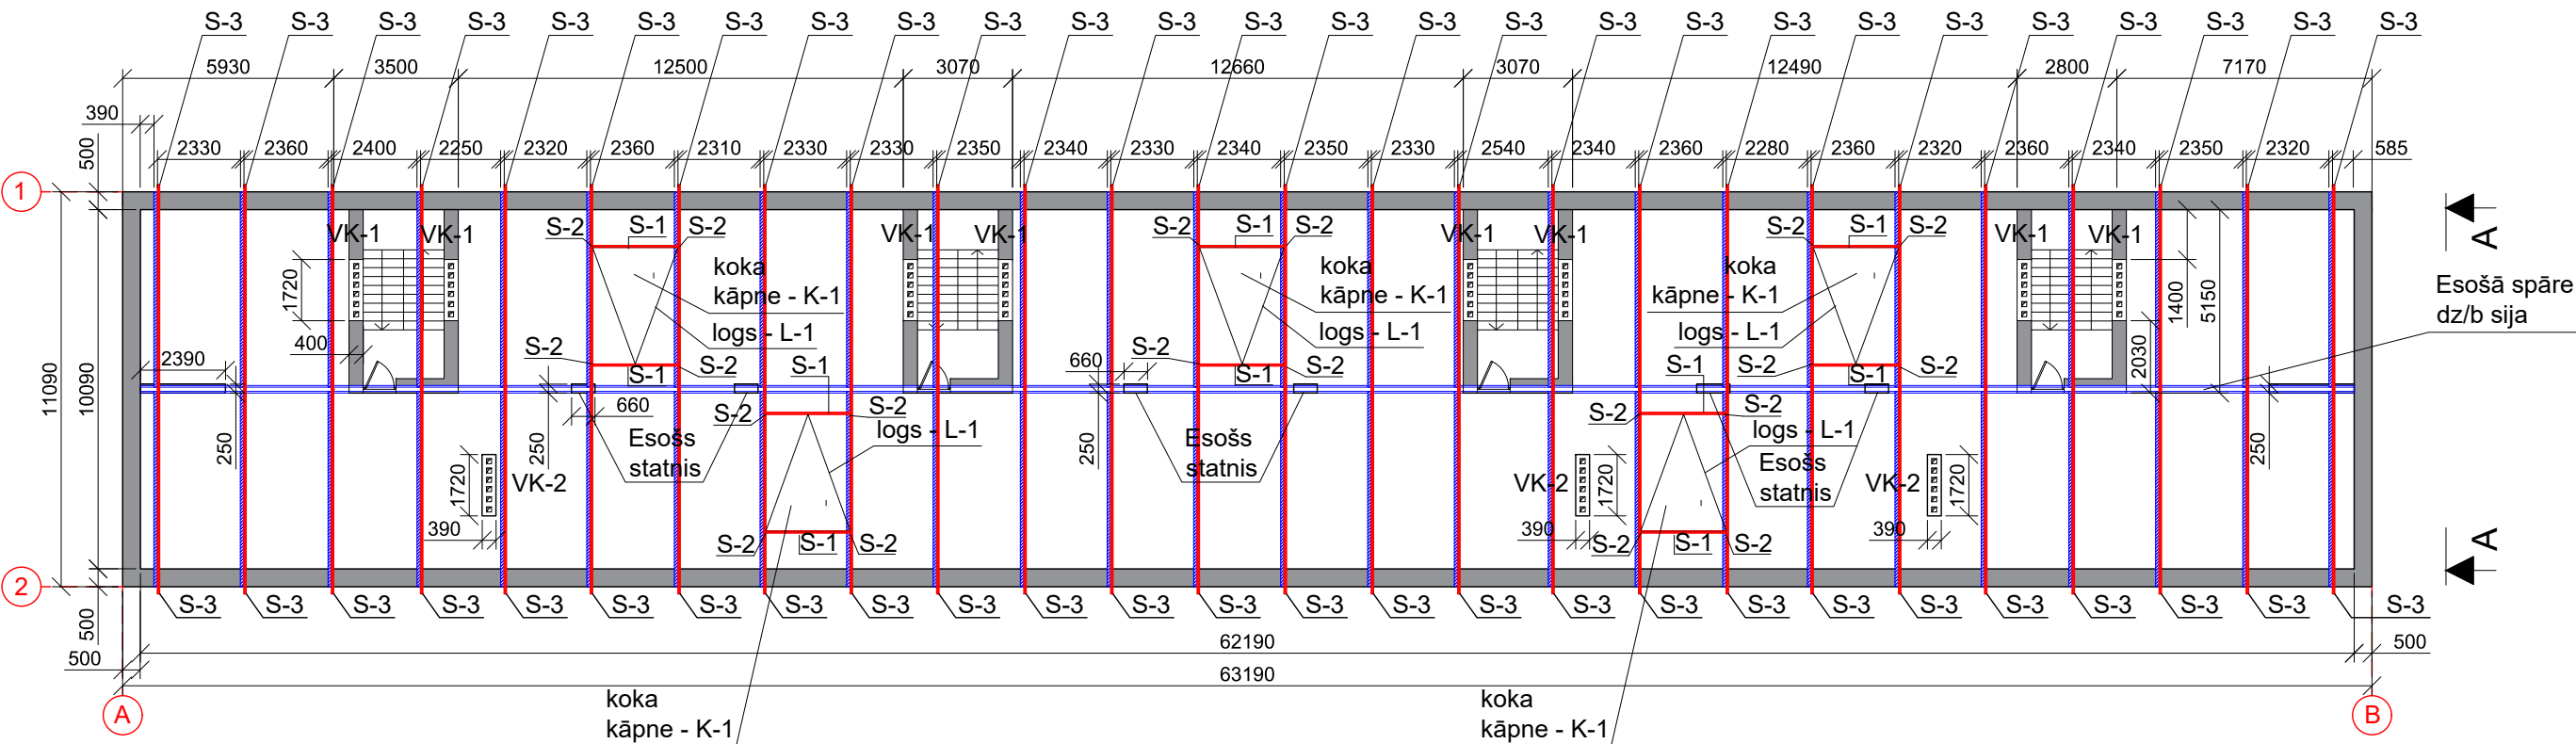 S-3 S-3 S-3 S-3 S-3 S-3 S-3 S-3 S-3 S-3 S-3 S-3 S-3 S-3 S-3 S-3 S-3 S-3 S-3 S-3 S-3 S-3 S-3 S-3 S-3 S-3
5930 3500 12500 3070 12660 3070 12490 2800 7170
390
2330 2360 2400 2250 2320 2360 2310 2330 2330 2350 2340 2330 2340 2350 2330 2540 2340 2360 2280 2360 2320 2360 2340 2350 2320 585
500
1
VK-1 VK-1 S-2 S-1 S-2 VK-1 VK-1 S-2 S-1 S-2 VK-1 VK-1 S-2 S-1 S-2 VK-1 VK-1
A
koka
kāpne - K-1
logs - L-1
koka
kāpne - K-1
logs - L-1
koka
kāpne - K-1
logs - L-1
Esošā spāre
dz/b sija
1720
400
2390
1400
5150
2030
11090
10090
S-2 S-1 S-2 S-1
660
S-2 S-1 S-2
S-1
S-2 S-1 S-2
250
250
660
250
250
Esošs
statnis
S-2 S-2
logs - L-1
Esošs
statnis
S-2 S-2
logs - L-1
Esošs
statnis
1720
VK-2
390
VK-2
1720
390
VK-2
1720
390
S-2 S-1 S-2
S-2 S-1 S-2
A
2
S-3 S-3 S-3 S-3 S-3 S-3 S-3 S-3 S-3 S-3 S-3 S-3 S-3 S-3 S-3 S-3 S-3 S-3 S-3 S-3 S-3 S-3 S-3 S-3 S-3 S-3
500
500
62190
500
63190
koka
kāpne - K-1
koka
kāpne - K-1
A
B